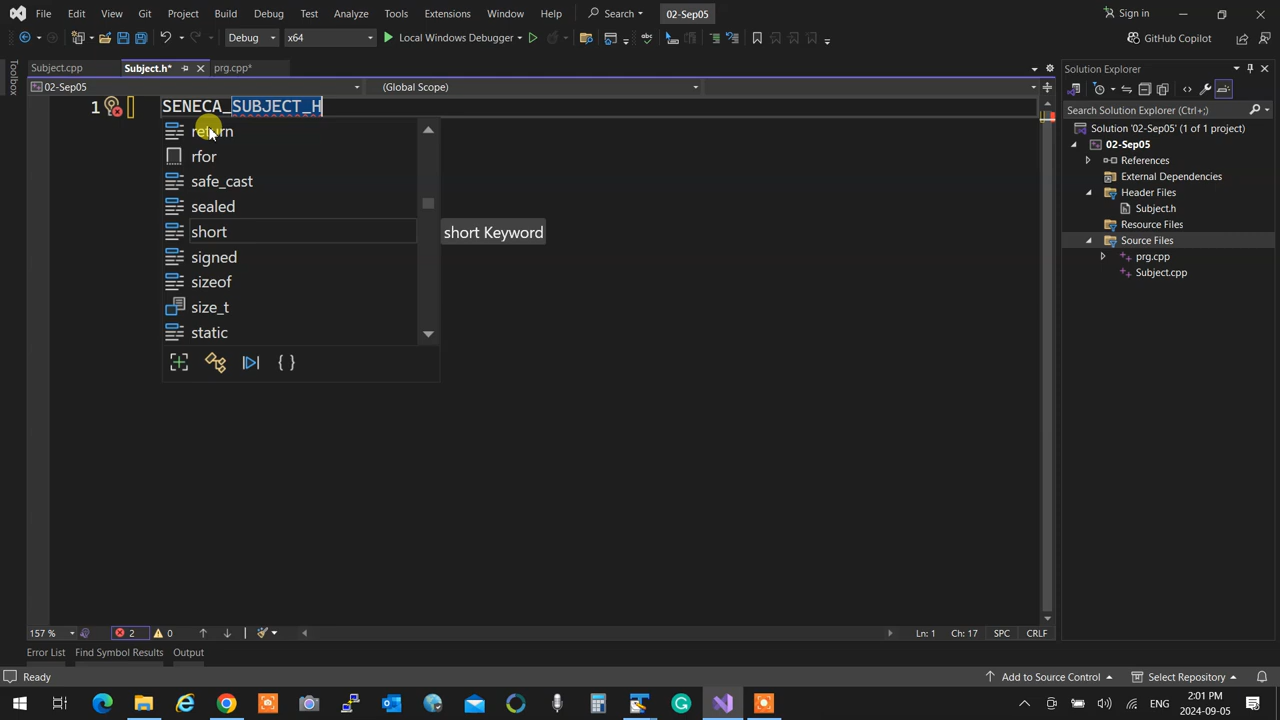 File Edit View Git Project Build Debug Test Analyze Tools Extensions Window Help Search 02-Sep05 Sign in
Debug x64 Local Windows Debugger GitHub Copilot
Toolbox
Subject.cpp Subject.h* prg.cpp*
02-Sep05 (Global Scope)
1 SENECA_SUBJECT_H
return
rfor
safe_cast
sealed
short short Keyword
signed
sizeof
size_t
static
{ }
Solution Explorer
Search Solution Explorer (Ctrl+;)
Solution '02-Sep05' (1 of 1 project)
02-Sep05
References
External Dependencies
Header Files
Subject.h
Resource Files
Source Files
prg.cpp
Subject.cpp
157 % 2 0 Ln: 1 Ch: 17 SPC CRLF
Error List Find Symbol Results Output
Ready Add to Source Control Select Repository
ENG 2:01 PM
2024-09-05